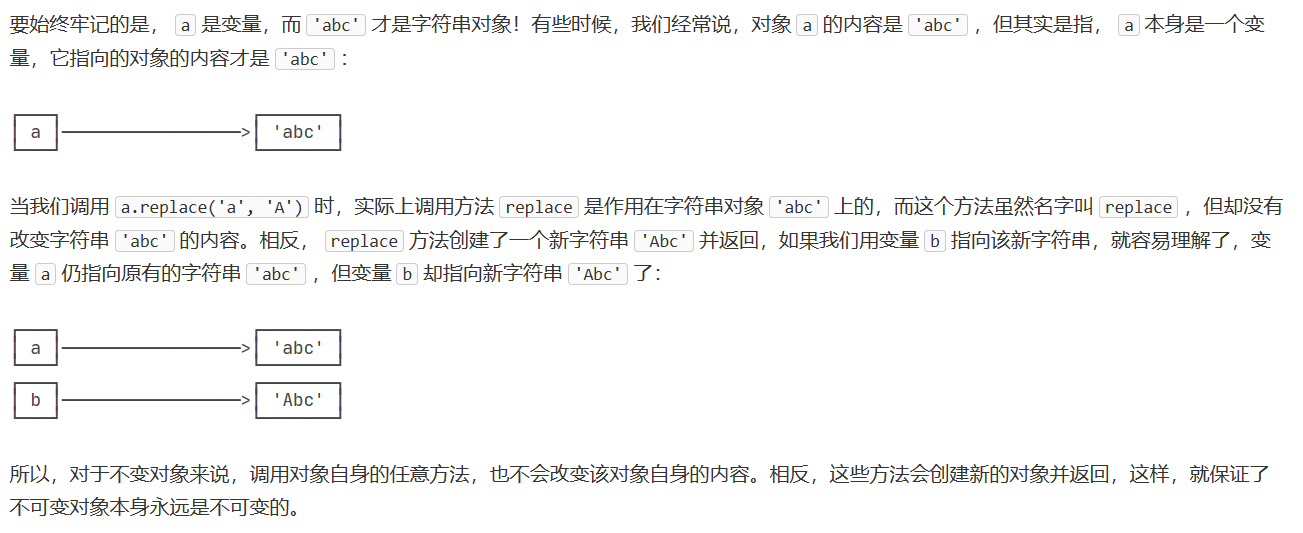 要始终牢记的是， a 是变量，而 'abc' 才是字符串对象！有些时候，我们经常说，对象 a 的内容是 'abc' ，但其实是指， a 本身是一个变
量，它指向的对象的内容才是 'abc' ：
a > 'abc'
当我们调用 a.replace('a', 'A') 时，实际上调用方法 replace 是作用在字符串对象 'abc' 上的，而这个方法虽然名字叫 replace ，但却没有
改变字符串 'abc' 的内容。相反， replace 方法创建了一个新字符串 'Abc' 并返回，如果我们用变量 b 指向该新字符串，就容易理解了，变
量 a 仍指向原有的字符串 'abc' ，但变量 b 却指向新字符串 'Abc' 了：
a > 'abc'
b > 'Abc'
所以，对于不变对象来说，调用对象自身的任意方法，也不会改变该对象自身的内容。相反，这些方法会创建新的对象并返回，这样，就保证了
不可变对象本身永远是不可变的。